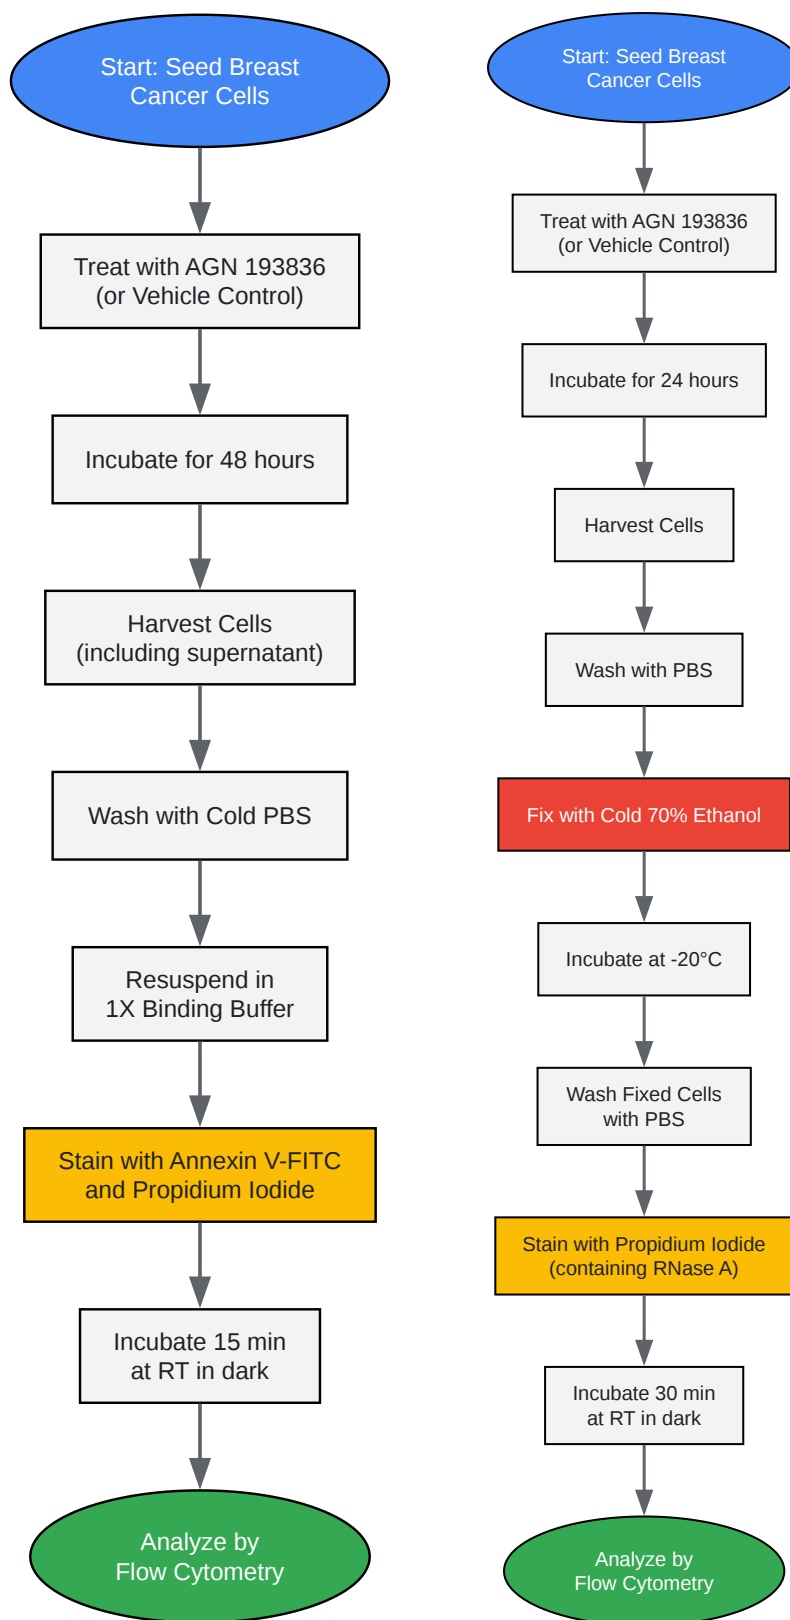 Start: Seed Breast
Cancer Cells
Treat with AGN 193836
(or Vehicle Control)
Incubate for 48 hours
Harvest Cells
(including supernatant)
Wash with Cold PBS
Resuspend in
1X Binding Buffer
Stain with Annexin V-FITC
and Propidium Iodide
Incubate 15 min
at RT in dark
Analyze by
Flow Cytometry
Start: Seed Breast
Cancer Cells
Treat with AGN 193836
(or Vehicle Control)
Incubate for 24 hours
Harvest Cells
Wash with PBS
Fix with Cold 70% Ethanol
Incubate at -20°C
Wash Fixed Cells
with PBS
Stain with Propidium Iodide
(containing RNase A)
Incubate 30 min
at RT in dark
Analyze by
Flow Cytometry